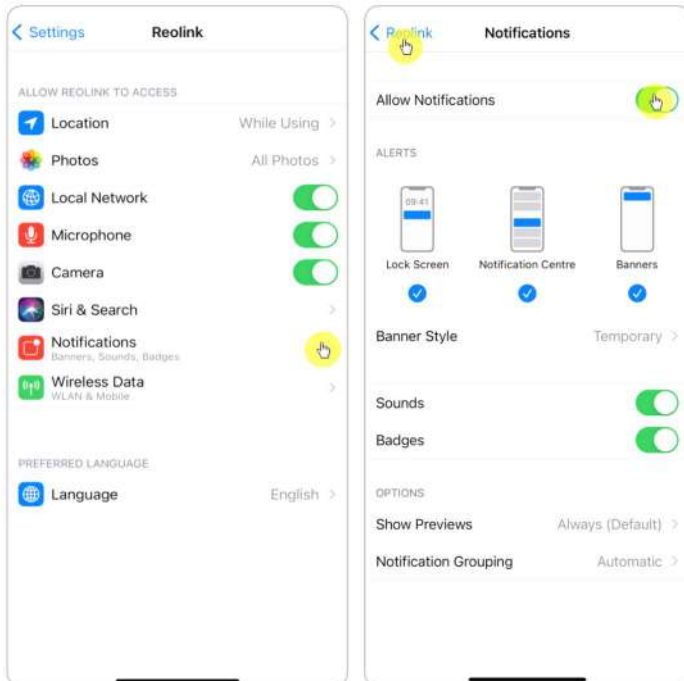 Settings
Reolink
ALLOW REOLINK TO ACCESS
Location While Using
Photos All Photos
Local Network
Microphone
Camera
Siri & Search
Notifications
Banners, Sounds, Badges
Wireless Data
WLAN & Mobile
PREFERRED LANGUAGE
Language English
Reolink
Notifications
Allow Notifications
ALERTS
09:41
Lock Screen Notification Centre Banners
Banner Style Temporary
Sounds
Badges
OPTIONS
Show Previews Always (Default)
Notification Grouping Automatic